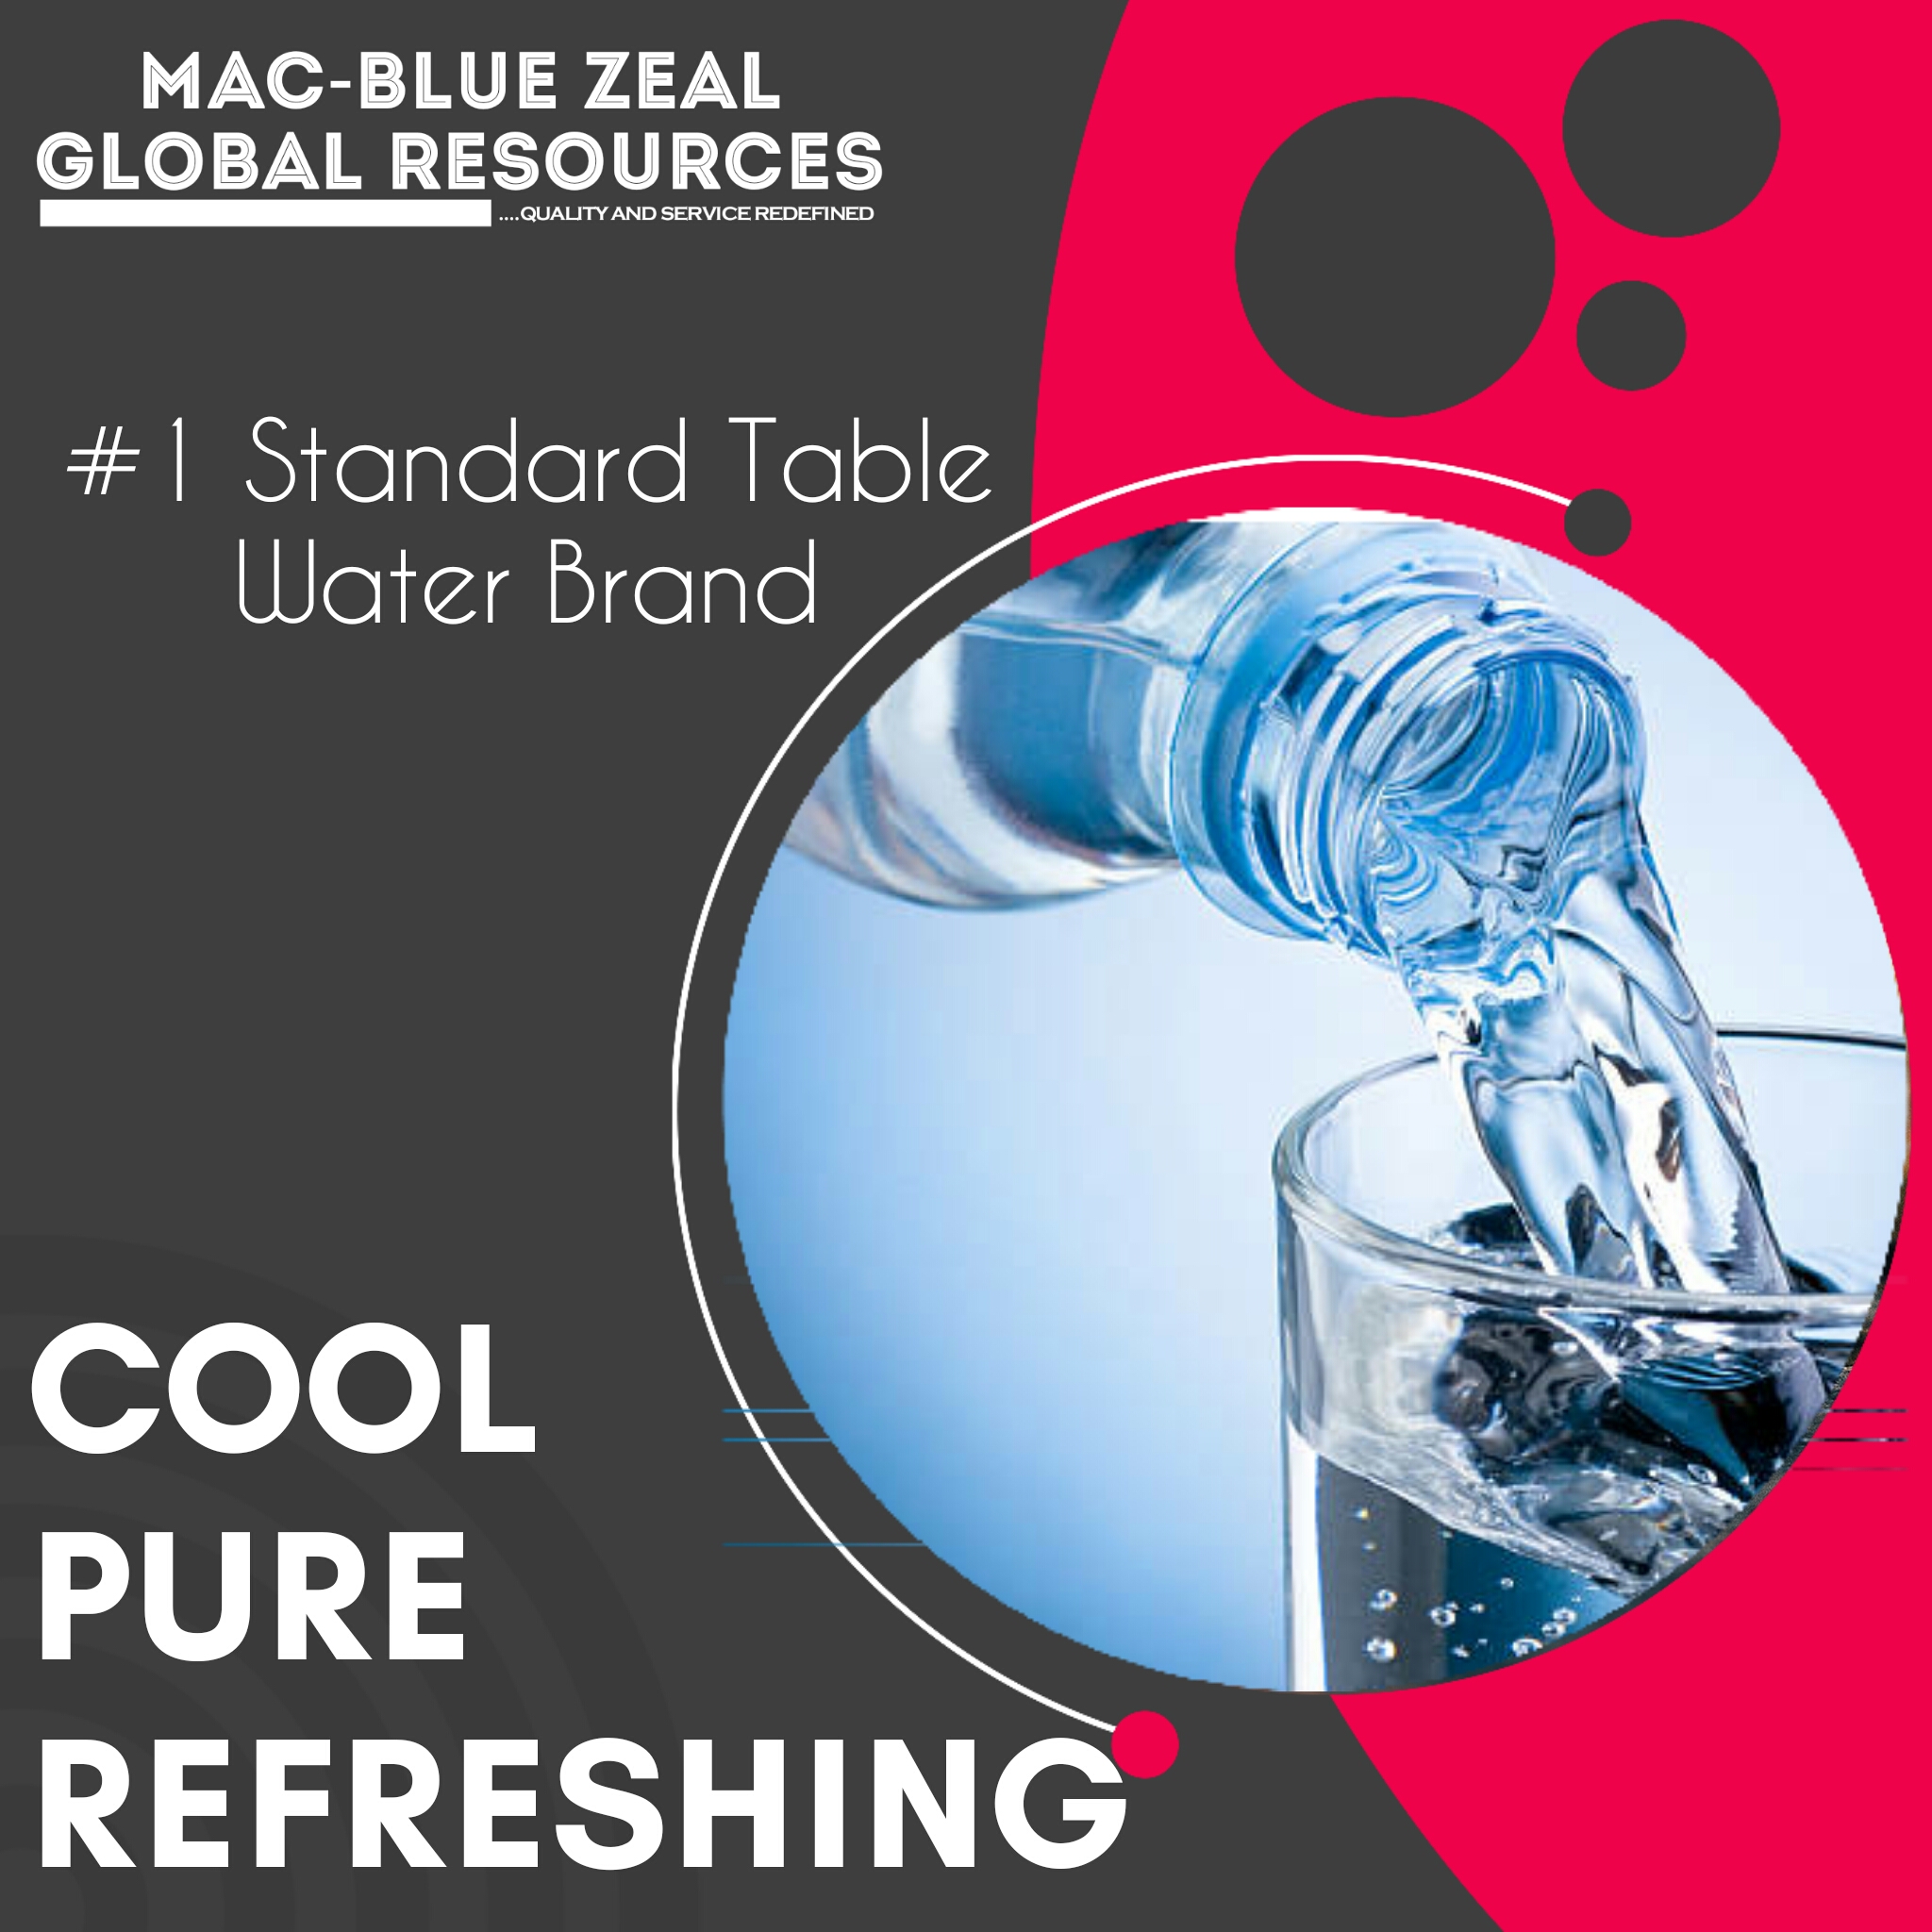 MAC-BLUE ZEAL
GLOBAL RESOURCES
....QUALITY AND SERVICE REDEFINED
#1 Standard Table
Water Brand
COOL
PURE
REFRESHING